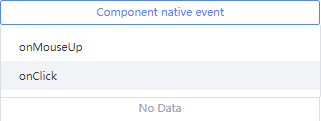 Component native event
onMouseUp
onClick
No Data